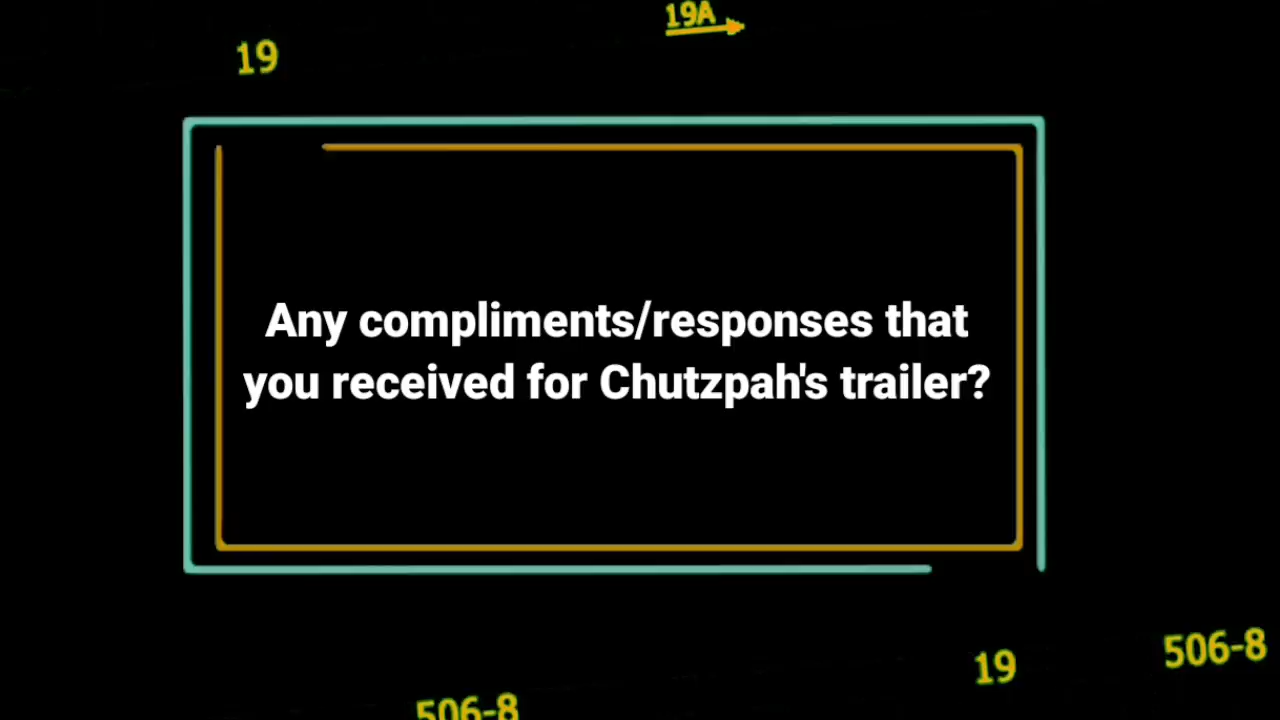 19A
19
Any compliments/responses that
you received for Chutzpah's trailer?
19
506-8
506-8